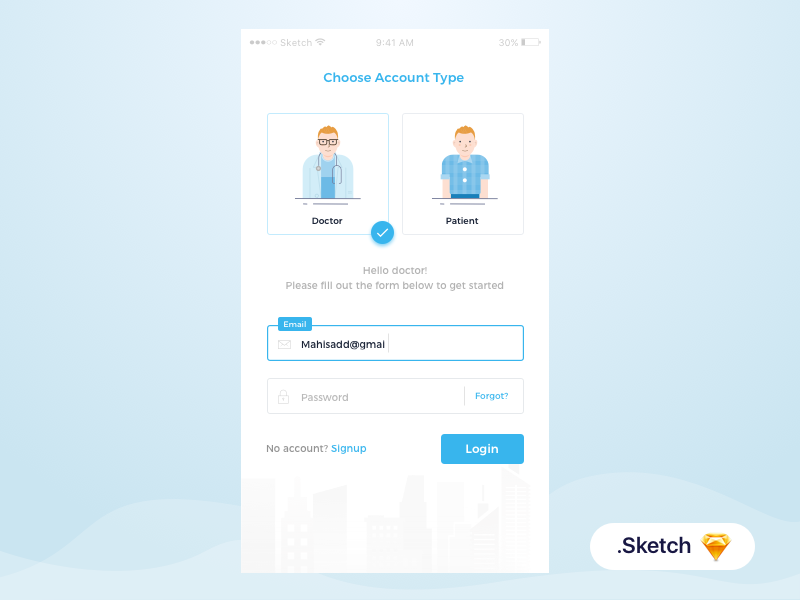 Sketch
9:41 AM
30%
Choose Account Type
Doctor
Patient
Hello doctor!
Please fill out the form below to get started
Email
Mahisadd@gmai
Password
Forgot?
No account? Signup
Login
.Sketch